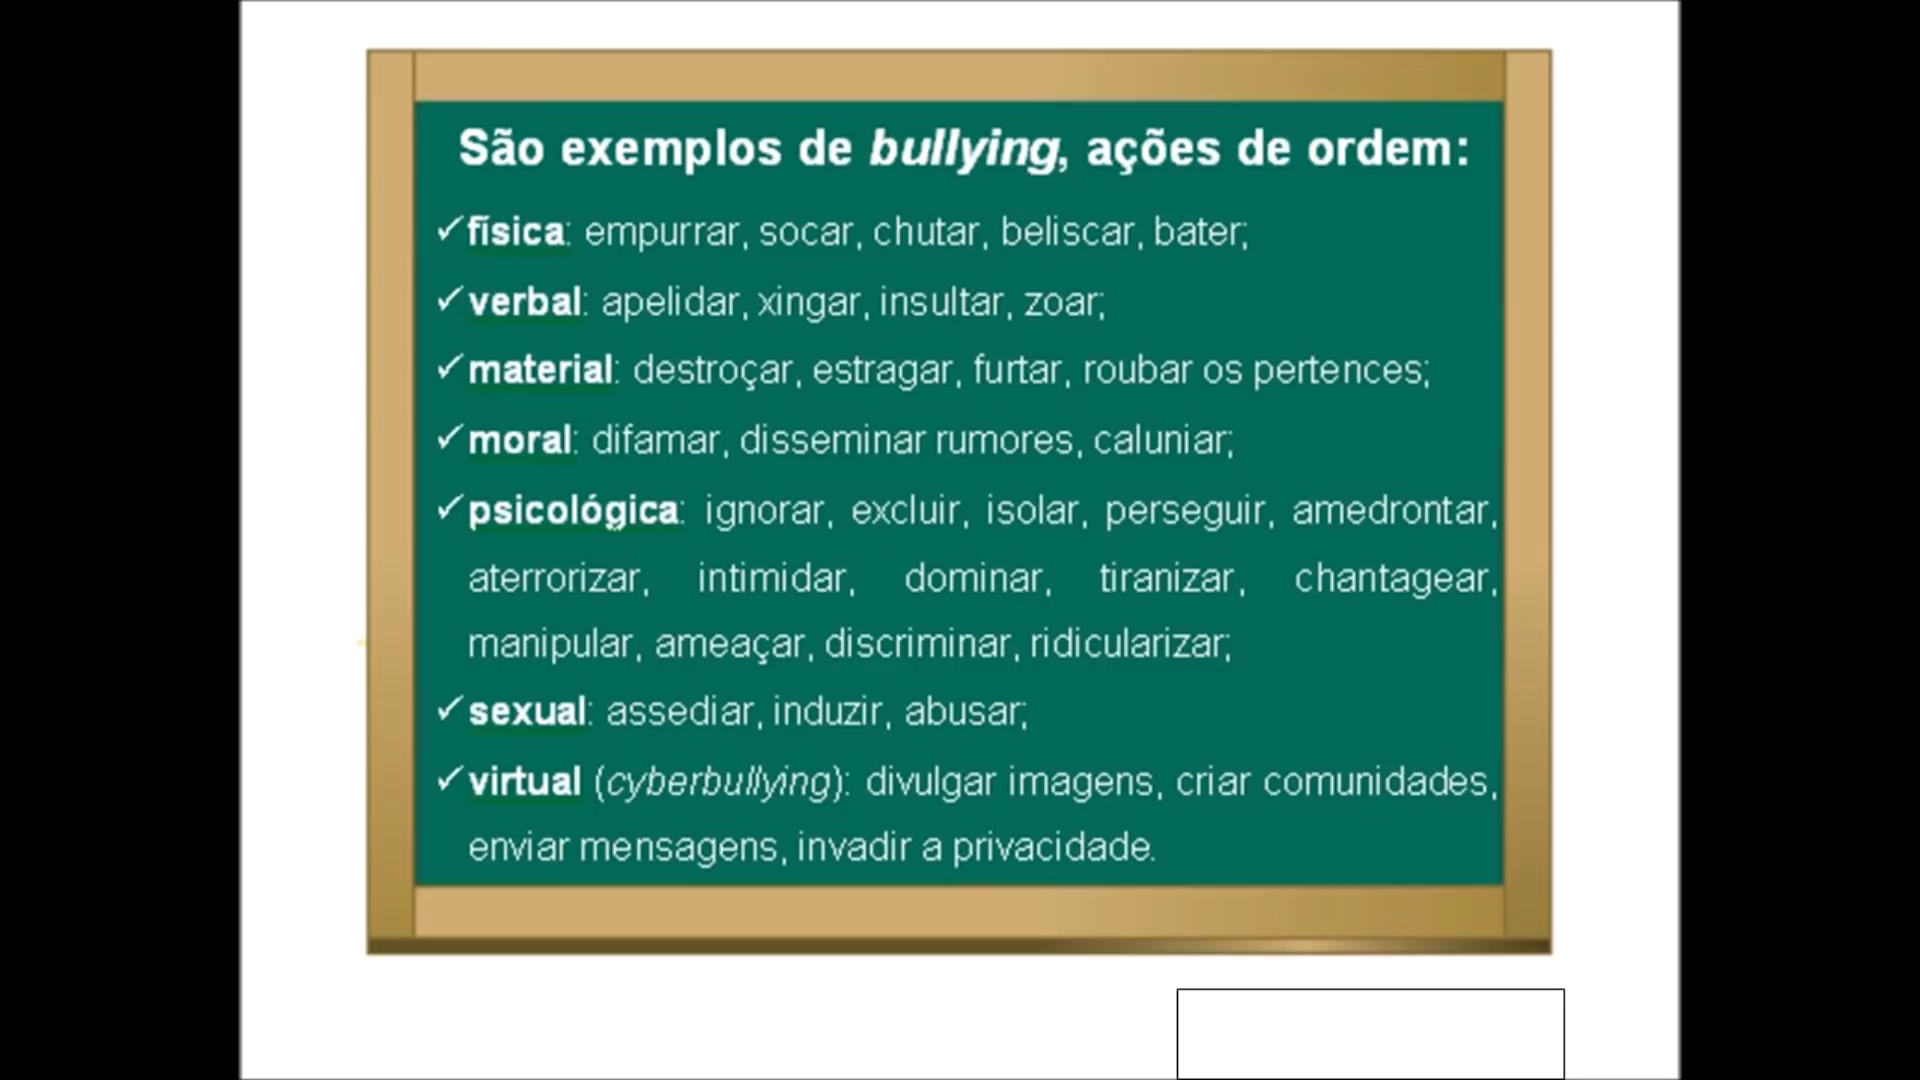 São exemplos de bullying, ações de ordem:
✓física: empurrar, socar, chutar, beliscar, bater;
✓verbal: apelidar, xingar, insultar, zoar;
✓material: destroçar, estragar, furtar, roubar os pertences;
✓moral: difamar, disseminar rumores, caluniar;
✓psicológica: ignorar, excluir, isolar, perseguir, amedrontar,
aterrorizar, intimidar, dominar, tiranizar, chantagear,
manipular, ameaçar, discriminar, ridicularizar;
✓sexual: assediar, induzir, abusar;
✓virtual (cyberbullying): divulgar imagens, criar comunidades,
enviar mensagens, invadir a privacidade.